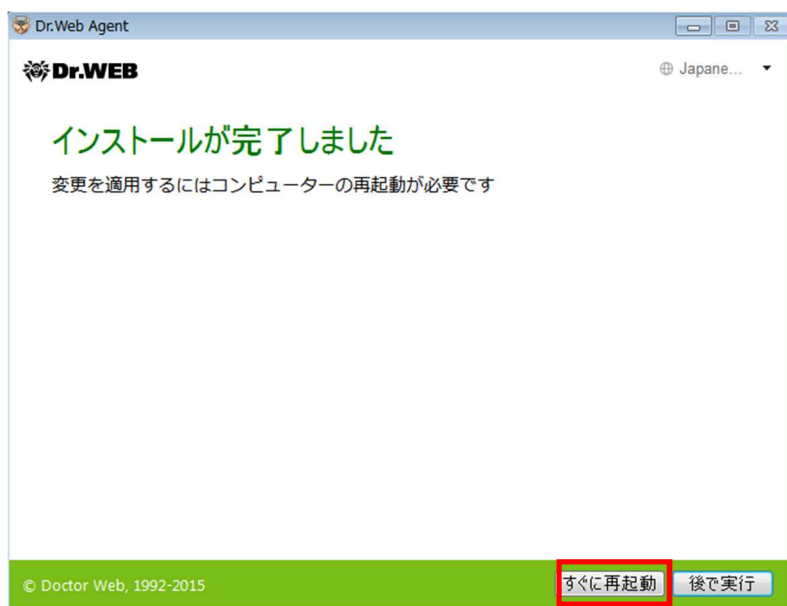 Dr.Web Agent
Dr.WEB
Japane...
インストールが完了しました
変更を適用するにはコンピューターの再起動が必要です
© Doctor Web, 1992-2015
すぐに再起動
後で実行